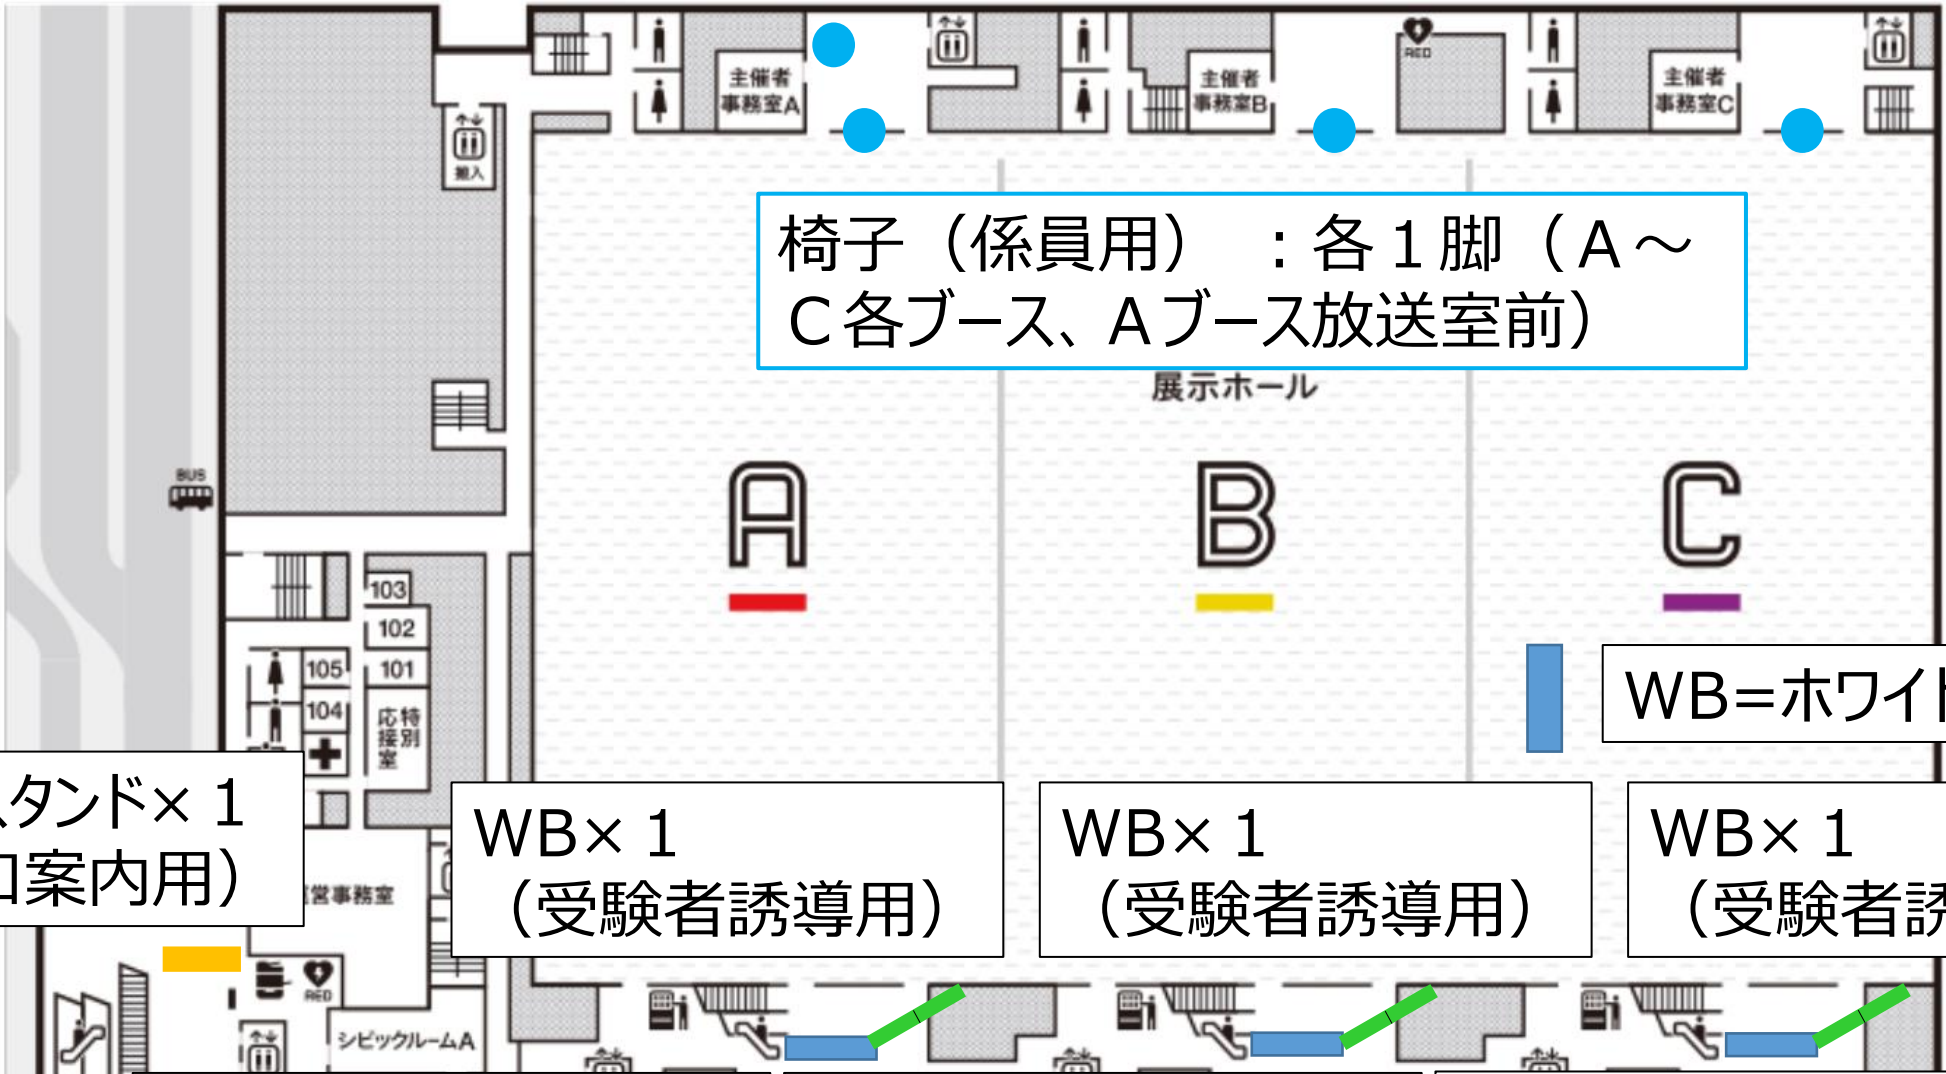 主催者
事務室A
主催者
事務室B
AED
主催者
事務室C
搬入
椅子（係員用）：各１脚（A～
C各ブース、Aブース放送室前）
展示ホール
BUS
A
B
C
103
102
105
101
104
特別
応接室
WB=ホワイト
スタンド×１
口案内用）
WB×１
（受験者誘導用）
WB×１
（受験者誘導用）
WB×１
（受験者誘
営事務室
AED
シビックルームA